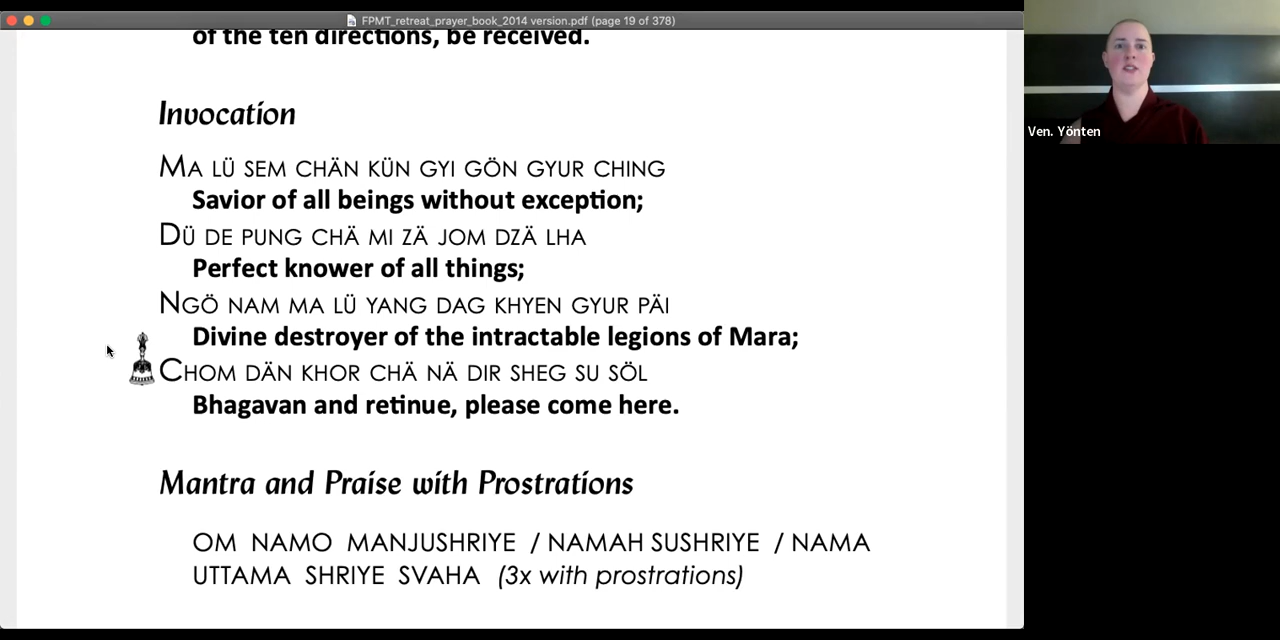 FPMT_retreat_prayer_book_2014 version.pdf (page 19 of 378)
of the ten directions, be received.
Invocation
MA LÜ SEM CHÄN KÜN GYI GÖN GYUR CHING
Savior of all beings without exception;
DÜ DE PUNG CHÄ MI ZÄ JOM DZÄ LHA
Perfect knower of all things;
NGÖ NAM MA LÜ YANG DAG KHYEN GYUR PÄI
Divine destroyer of the intractable legions of Mara;
CHOM DÄN KHOR CHÄ NÄ DIR SHEG SU SÖL
Bhagavan and retinue, please come here.
Mantra and Praise with Prostrations
OM NAMO MANJUSHRIYE / NAMAH SUSHRIYE / NAMA
UTTAMA SHRIYE SVAHA (3x with prostrations)
Ven. Yönten